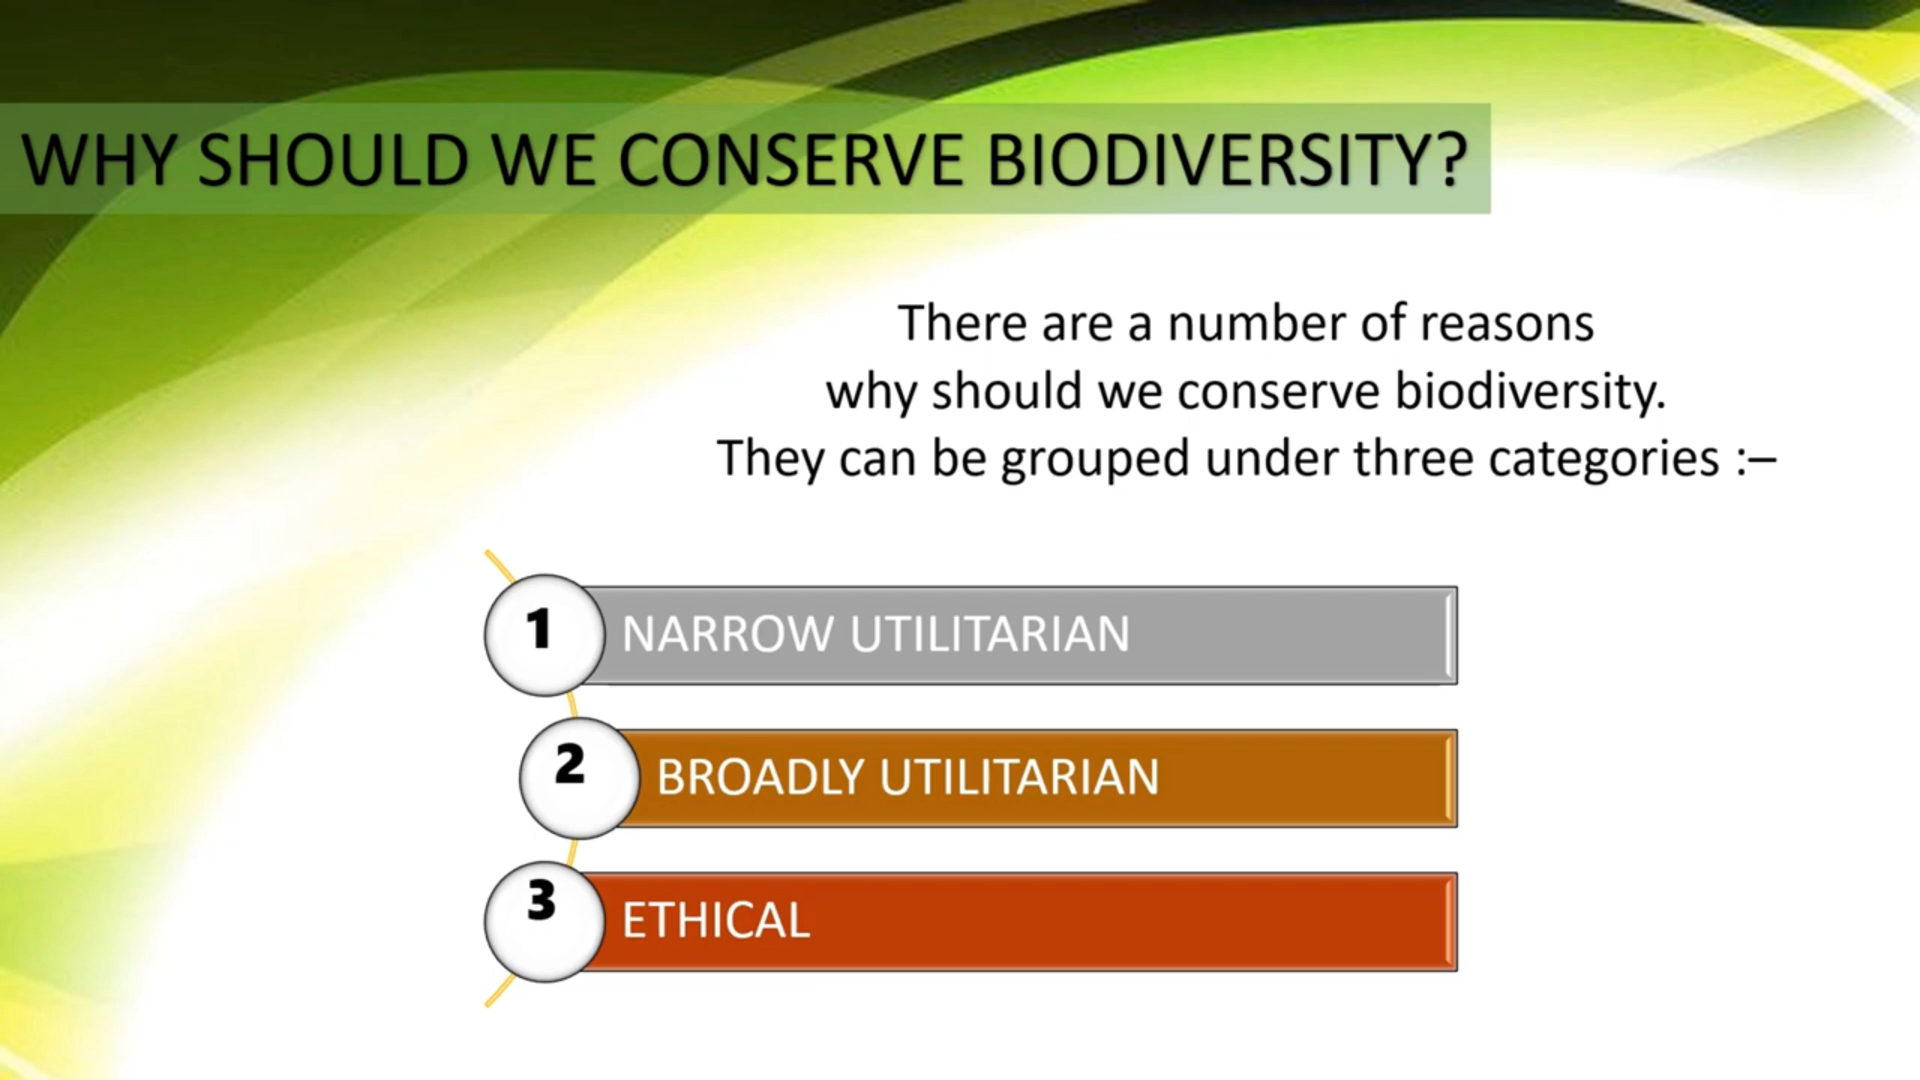 WHY SHOULD WE CONSERVE BIODIVERSITY?
There are a number of reasons
why should we conserve biodiversity.
They can be grouped under three categories :–
1 NARROW UTILITARIAN
2 BROADLY UTILITARIAN
3 ETHICAL